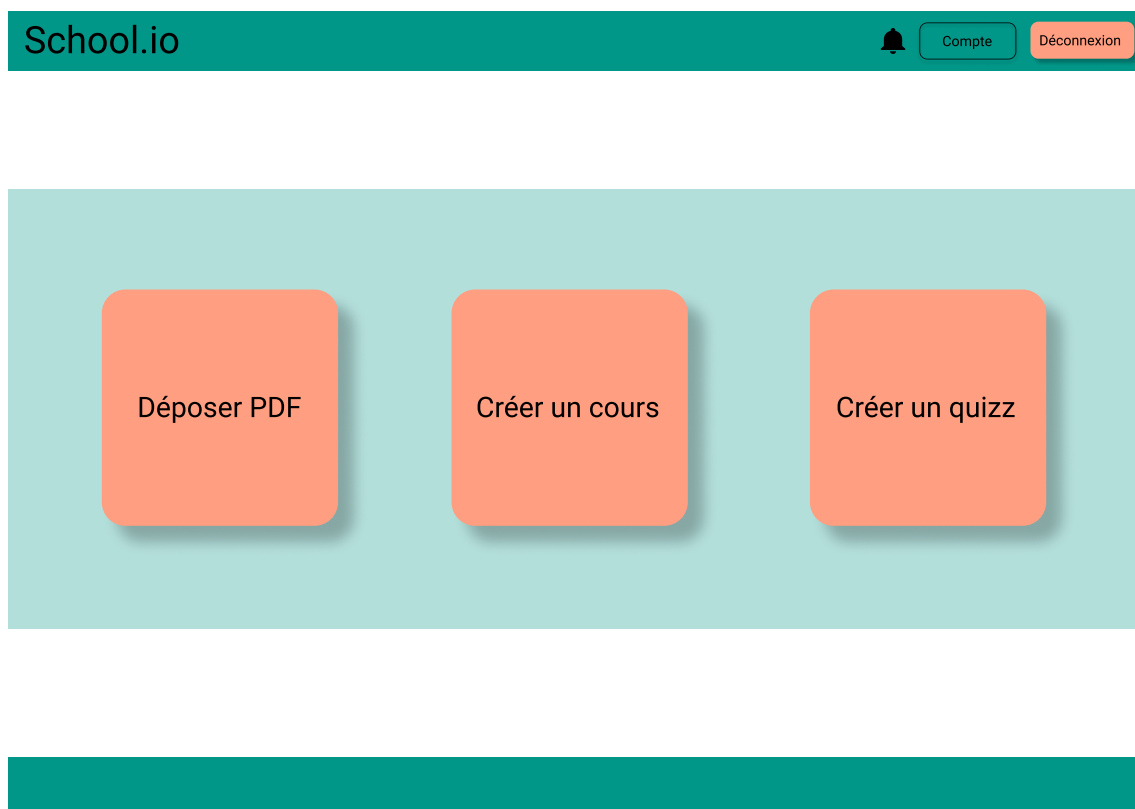 School.io
Compte
Déconnexion
Déposer PDF
Créer un cours
Créer un quizz